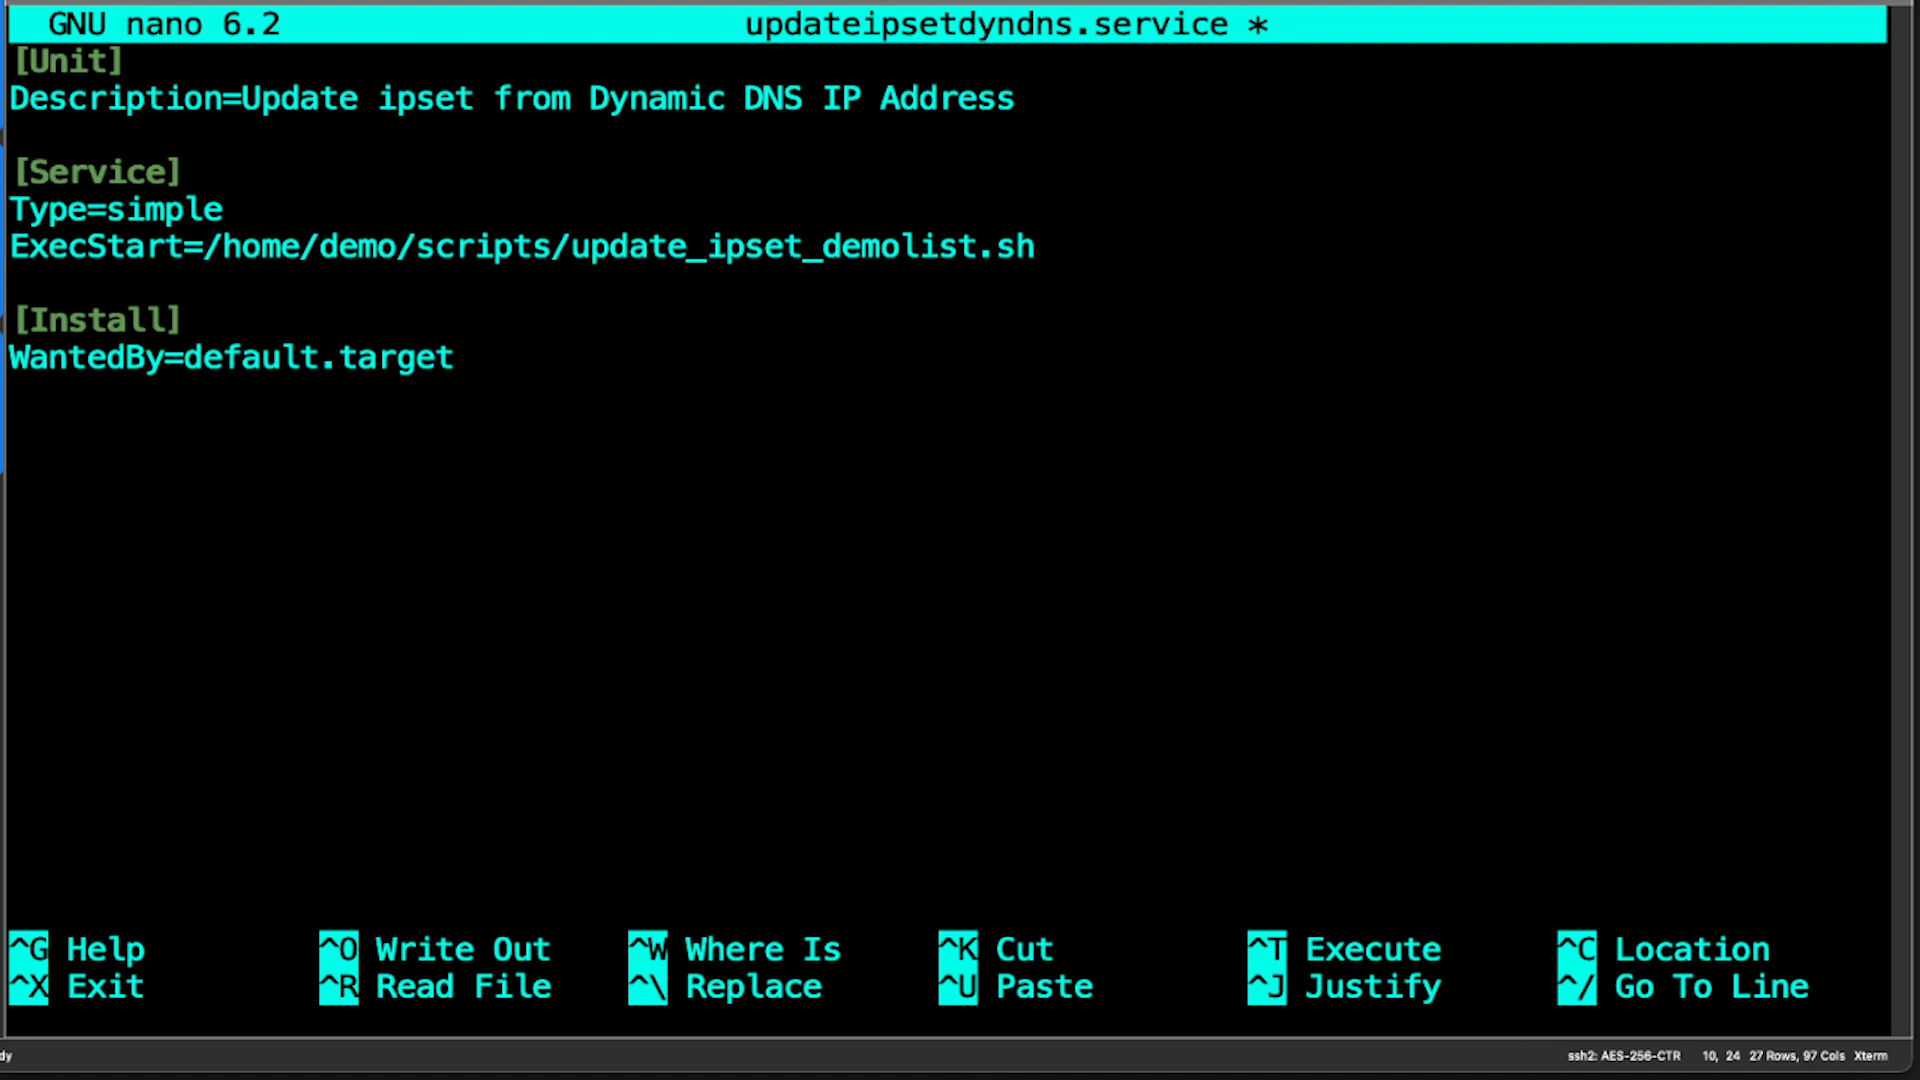 GNU nano 6.2 updateipsetdyndns.service *
[Unit]
Description=Update ipset from Dynamic DNS IP Address
[Service]
Type=simple
ExecStart=/home/demo/scripts/update_ipset_demolist.sh
[Install]
WantedBy=default.target
^G Help ^O Write Out ^W Where Is ^K Cut ^T Execute ^C Location
^X Exit ^R Read File ^\ Replace ^U Paste ^J Justify ^/ Go To Line
dy ssh2: AES-256-CTR 10, 24 27 Rows, 97 Cols Xterm